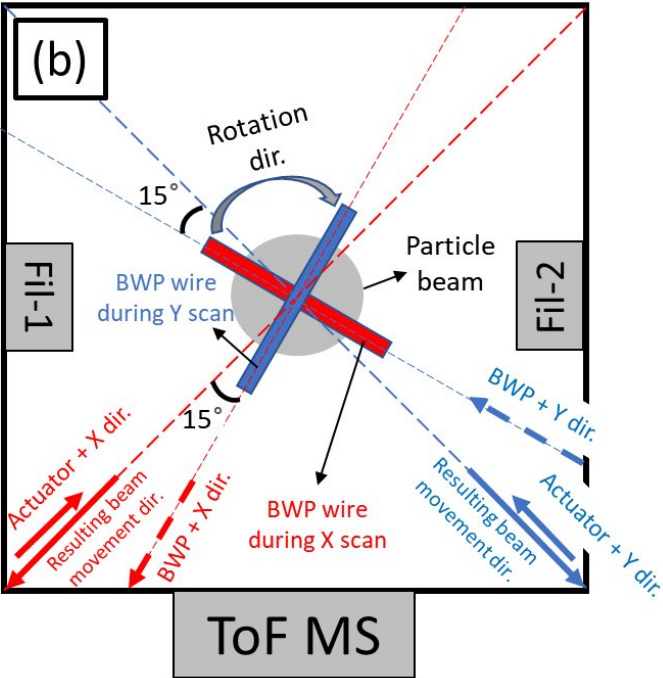 (b)
Rotation
dir.
15°
Particle
beam
Fil-1
Fil-2
BWP wire
during Y scan
15°
BWP + Y dir.
Actuator + X dir.
Resulting beam
movement dir.
BWP + X dir.
BWP wire
during X scan
Resulting beam
movement dir.
Actuator + Y dir.
ToF MS